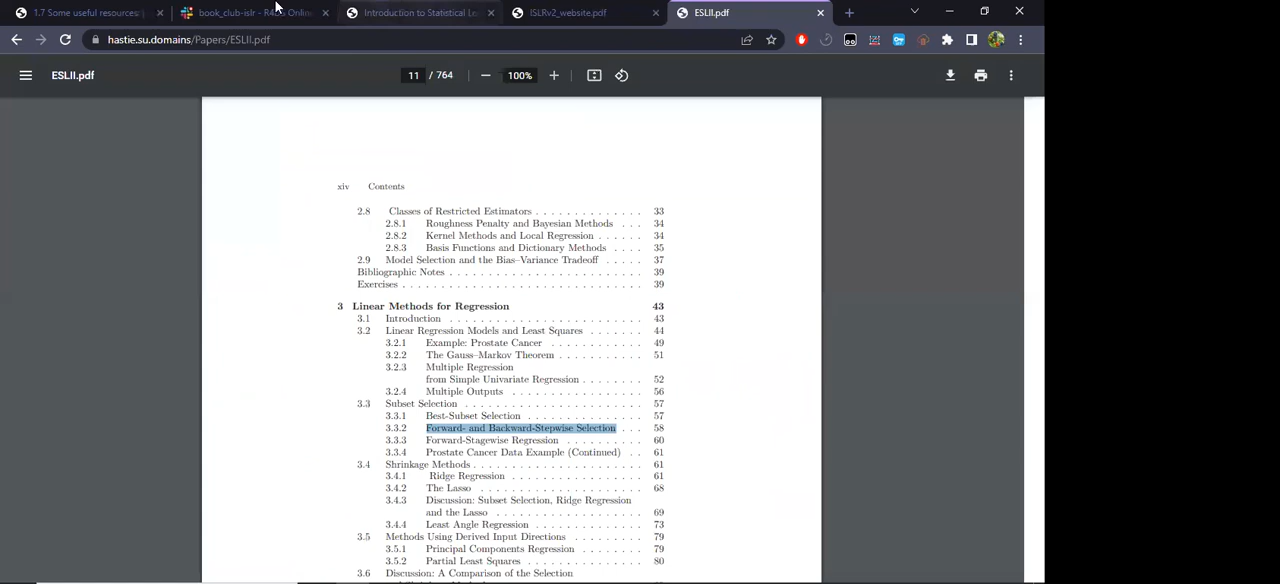 1.7 Some useful resources:
book_club-islr - R4DS Online
Introduction to Statistical Le
ISLRv2_website.pdf
ESLII.pdf
hastie.su.domains/Papers/ESLII.pdf
ESLII.pdf
11 / 764
100%
xiv Contents
2.8 Classes of Restricted Estimators . . . . . . . . . . . . . . 33
2.8.1 Roughness Penalty and Bayesian Methods . . . 34
2.8.2 Kernel Methods and Local Regression . . . . . . 34
2.8.3 Basis Functions and Dictionary Methods . . . . 35
2.9 Model Selection and the Bias–Variance Tradeoff . . . . . 37
Bibliographic Notes . . . . . . . . . . . . . . . . . . . . . . . . . 39
Exercises . . . . . . . . . . . . . . . . . . . . . . . . . . . . . . . 39
3 Linear Methods for Regression 43
3.1 Introduction . . . . . . . . . . . . . . . . . . . . . . . . . 43
3.2 Linear Regression Models and Least Squares . . . . . . . 44
3.2.1 Example: Prostate Cancer . . . . . . . . . . . . 49
3.2.2 The Gauss–Markov Theorem . . . . . . . . . . . 51
3.2.3 Multiple Regression
from Simple Univariate Regression . . . . . . . . 52
3.2.4 Multiple Outputs . . . . . . . . . . . . . . . . . 56
3.3 Subset Selection . . . . . . . . . . . . . . . . . . . . . . . 57
3.3.1 Best-Subset Selection . . . . . . . . . . . . . . . 57
3.3.2 Forward- and Backward-Stepwise Selection . . . 58
3.3.3 Forward-Stagewise Regression . . . . . . . . . . 60
3.3.4 Prostate Cancer Data Example (Continued) . . 61
3.4 Shrinkage Methods . . . . . . . . . . . . . . . . . . . . . . 61
3.4.1 Ridge Regression . . . . . . . . . . . . . . . . . 61
3.4.2 The Lasso . . . . . . . . . . . . . . . . . . . . . 68
3.4.3 Discussion: Subset Selection, Ridge Regression
and the Lasso . . . . . . . . . . . . . . . . . . . 69
3.4.4 Least Angle Regression . . . . . . . . . . . . . . 73
3.5 Methods Using Derived Input Directions . . . . . . . . . 79
3.5.1 Principal Components Regression . . . . . . . . 79
3.5.2 Partial Least Squares . . . . . . . . . . . . . . . 80
3.6 Discussion: A Comparison of the Selection